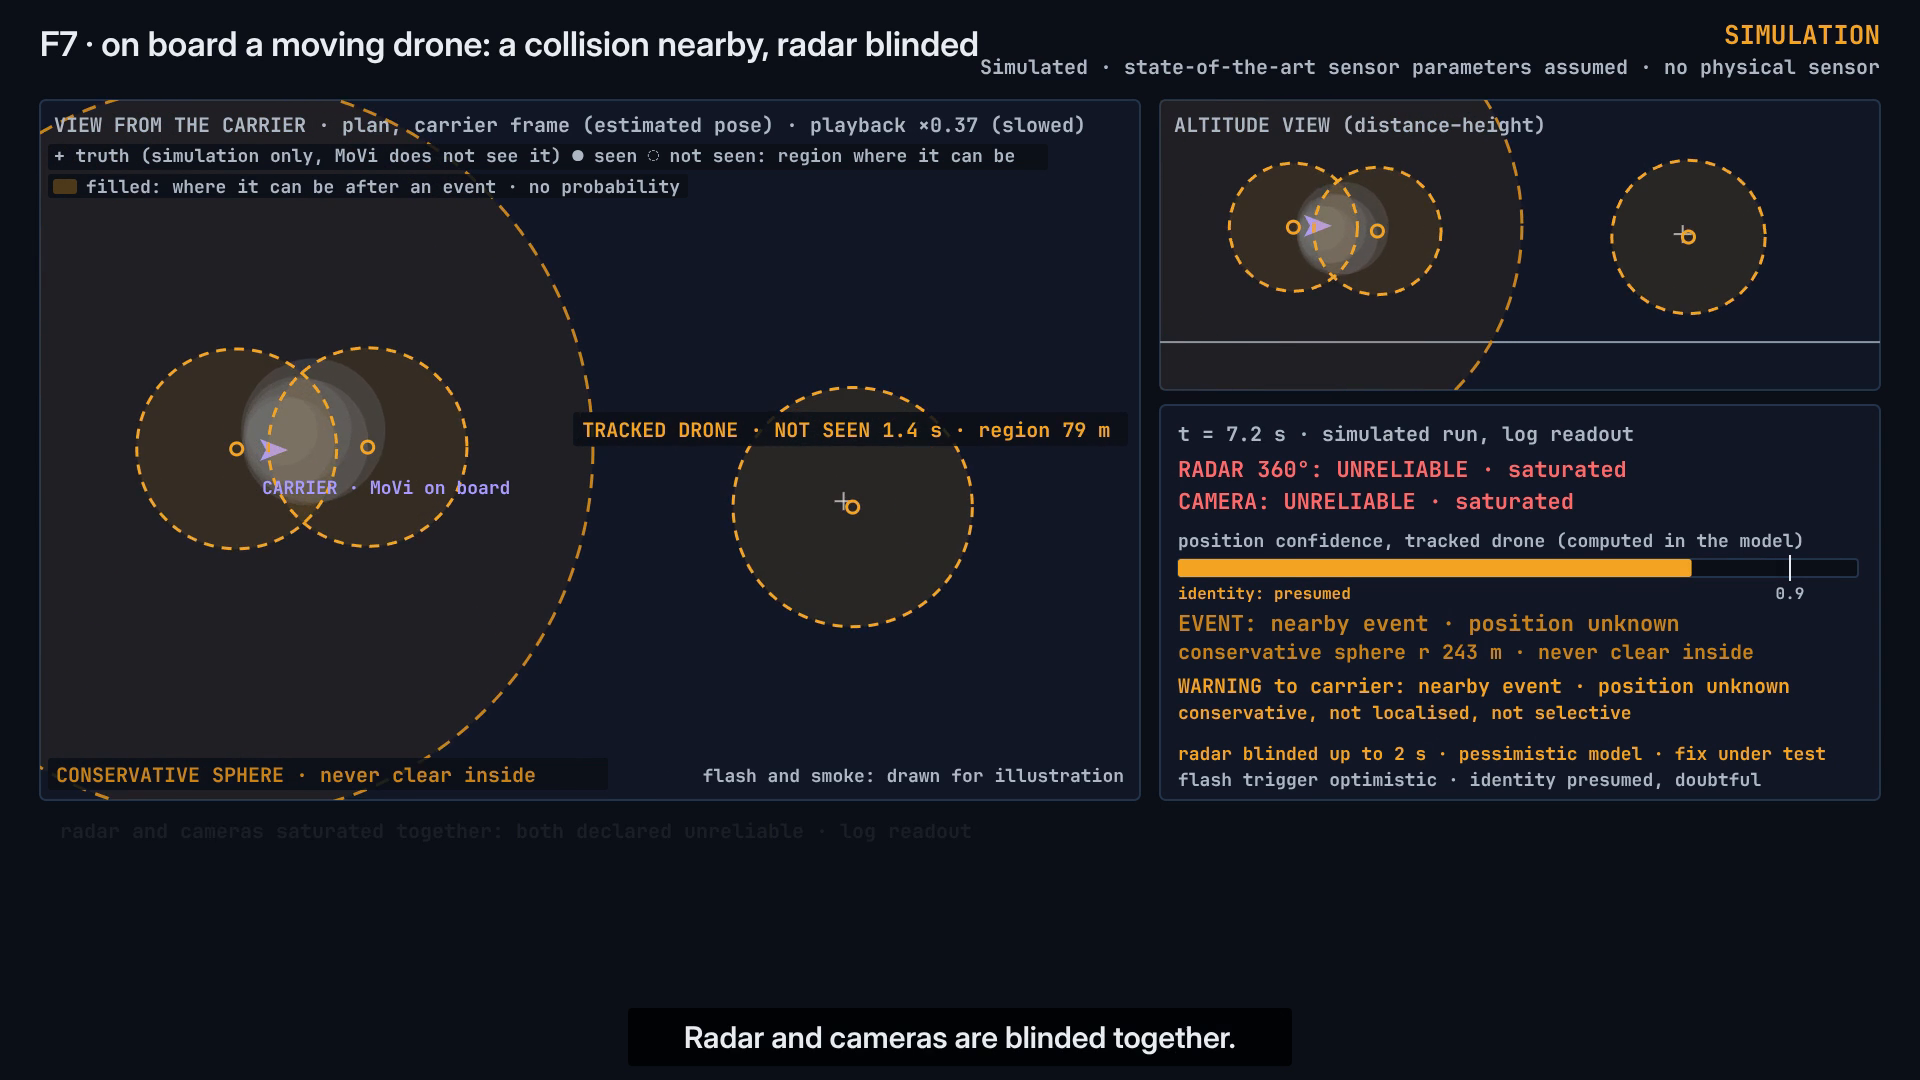 F7 · on board a moving drone: a collision nearby, radar blinded
SIMULATION
Simulated · state-of-the-art sensor parameters assumed · no physical sensor
VIEW FROM THE CARRIER · plan, carrier frame (estimated pose) · playback ×0.37 (slowed)
+ truth (simulation only, MoVi does not see it) ● seen ◌ not seen: region where it can be
filled: where it can be after an event · no probability
TRACKED DRONE · NOT SEEN 1.4 s · region 79 m
CARRIER · MoVi on board
CONSERVATIVE SPHERE · never clear inside
flash and smoke: drawn for illustration
ALTITUDE VIEW (distance-height)
t = 7.2 s · simulated run, log readout
RADAR 360°: UNRELIABLE · saturated
CAMERA: UNRELIABLE · saturated
position confidence, tracked drone (computed in the model)
identity: presumed
0.9
EVENT: nearby event · position unknown
conservative sphere r 243 m · never clear inside
WARNING to carrier: nearby event · position unknown
conservative, not localised, not selective
radar blinded up to 2 s · pessimistic model · fix under test
flash trigger optimistic · identity presumed, doubtful
radar and cameras saturated together: both declared unreliable · log readout
Radar and cameras are blinded together.